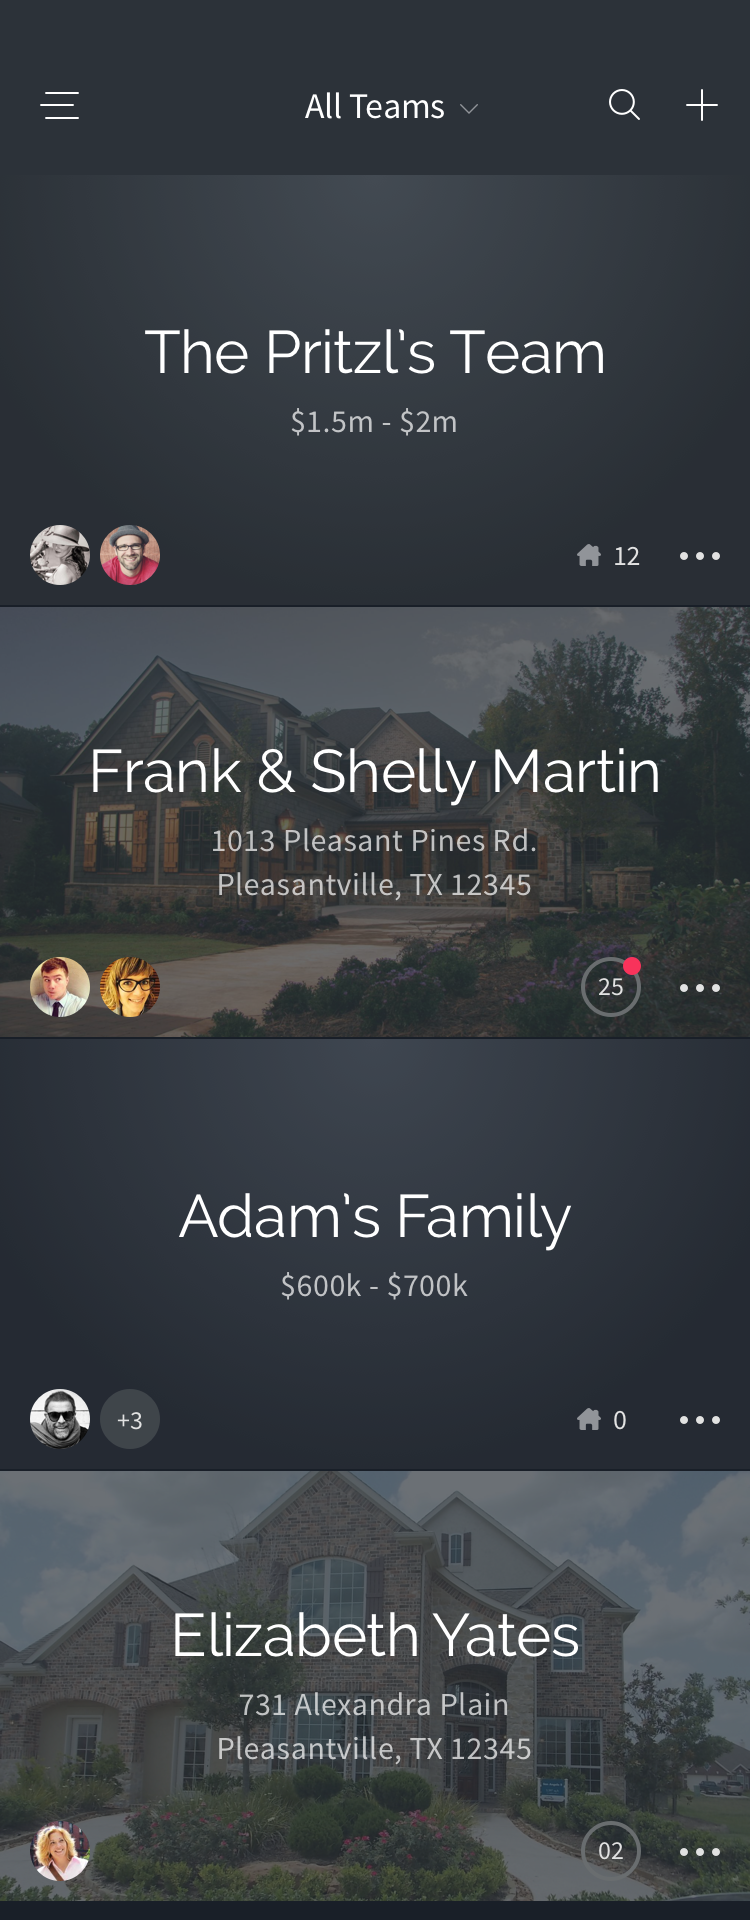 All Teams
The Pritzl's Team
$1.5m - $2m
12
Frank & Shelly Martin
1013 Pleasant Pines Rd.
Pleasantville, TX 12345
25
Adam's Family
$600k - $700k
+3
0
Elizabeth Yates
731 Alexandra Plain
Pleasantville, TX 12345
02